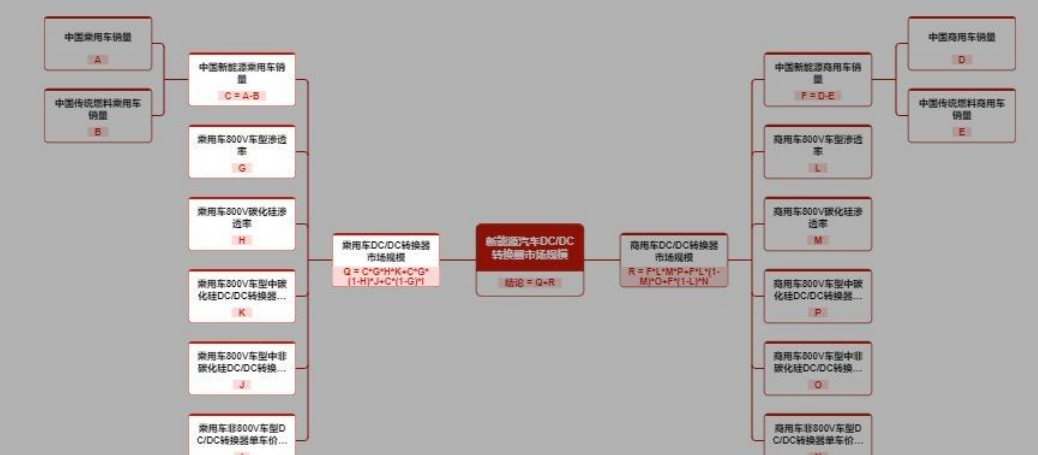 中国乘用车销量
A
中国传统燃料乘用车
销量
B
中国新能源乘用车销
量
C = A-B
乘用车800V车型渗透
率
G
乘用车800V碳化硅渗
透率
H
乘用车800V车型中碳
化硅DC/DC转换器...
K
乘用车800V车型中非
碳化硅DC/DC转换...
J
乘用车非800V车型D
C/DC转换器单车价...
乘用车DC/DC转换器
市场规模
Q = C*G*H*K+C*G*
(1-H)*J+C*(1-G)*I
新能源汽车DC/DC
转换器市场规模
结论 = Q+R
商用车DC/DC转换器
市场规模
R = F*L*M*P+F*L*(1-
M)*O+F*(1-L)*N
中国新能源商用车销
量
F = D-E
商用车800V车型渗透
率
L
商用车800V碳化硅渗
透率
M
商用车800V车型中碳
化硅DC/DC转换器...
P
商用车800V车型中非
碳化硅DC/DC转换...
O
商用车非800V车型D
C/DC转换器单车价...
中国商用车销量
D
中国传统燃料商用车
销量
E